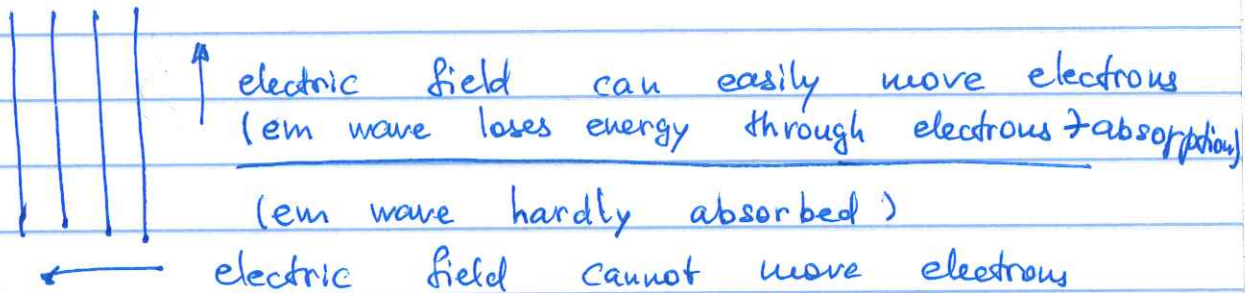 electric field can easily move electrons
(em wave loses energy through electrons → absorption)
(em wave hardly absorbed)
electric field cannot move electrons